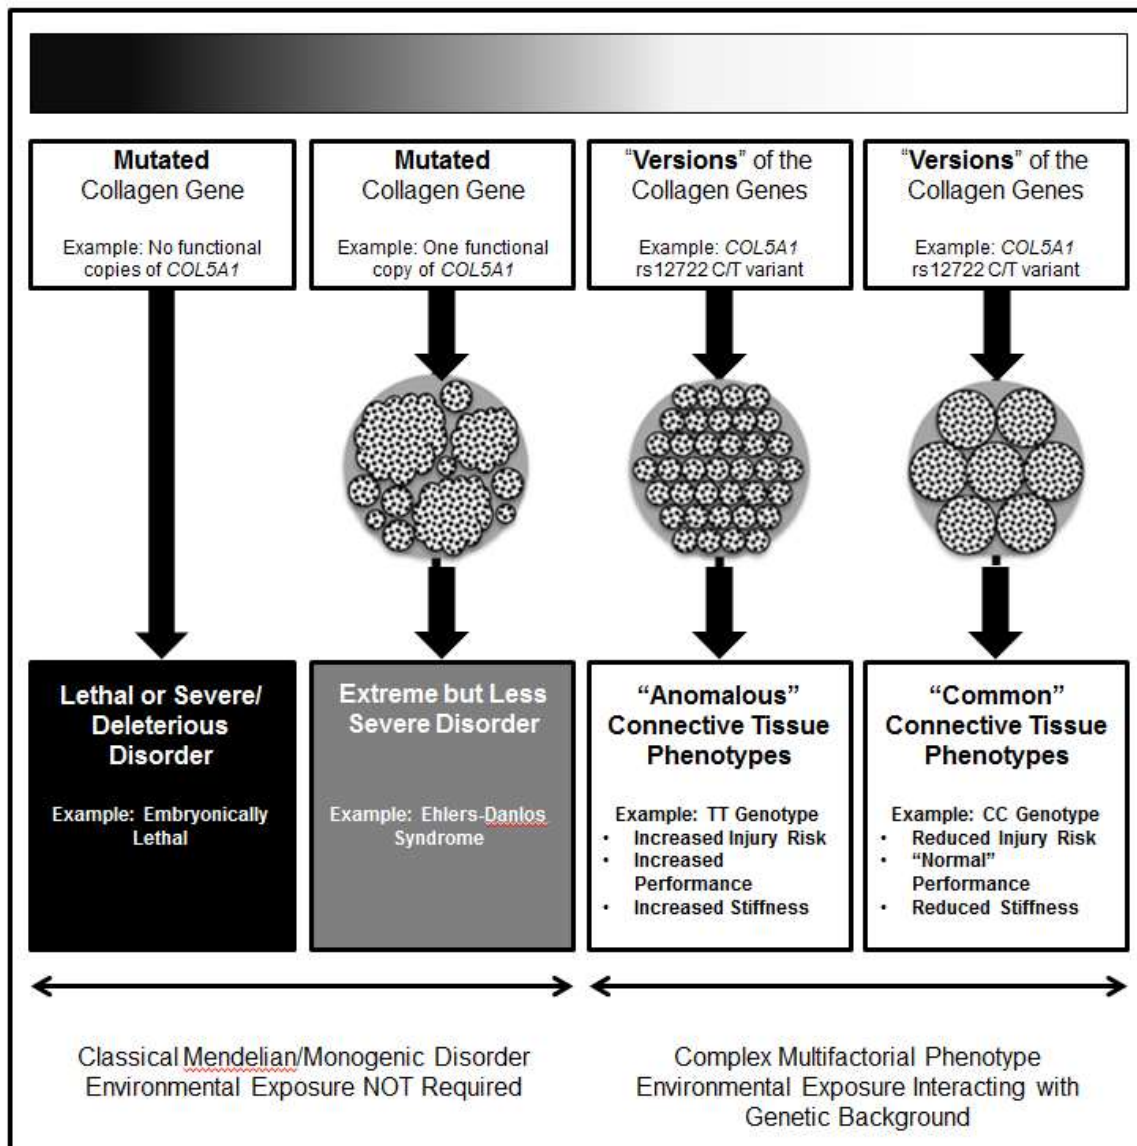 Mutated
Collagen Gene
Example: No functional
copies of COL5A1
Mutated
Collagen Gene
Example: One functional
copy of COL5A1
“Versions” of the
Collagen Genes
Example: COL5A1
rs12722 C/T variant
“Versions” of the
Collagen Genes
Example: COL5A1
rs12722 C/T variant
Lethal or Severe/
Deleterious
Disorder
Example: Embryonically
Lethal
Extreme but Less
Severe Disorder
Example: Ehlers-Danlos
Syndrome
“Anomalous”
Connective Tissue
Phenotypes
Example: TT Genotype
• Increased Injury Risk
• Increased
Performance
• Increased Stiffness
“Common”
Connective Tissue
Phenotypes
Example: CC Genotype
• Reduced Injury Risk
• “Normal”
Performance
• Reduced Stiffness
Classical Mendelian/Monogenic Disorder
Environmental Exposure NOT Required
Complex Multifactorial Phenotype
Environmental Exposure Interacting with
Genetic Background